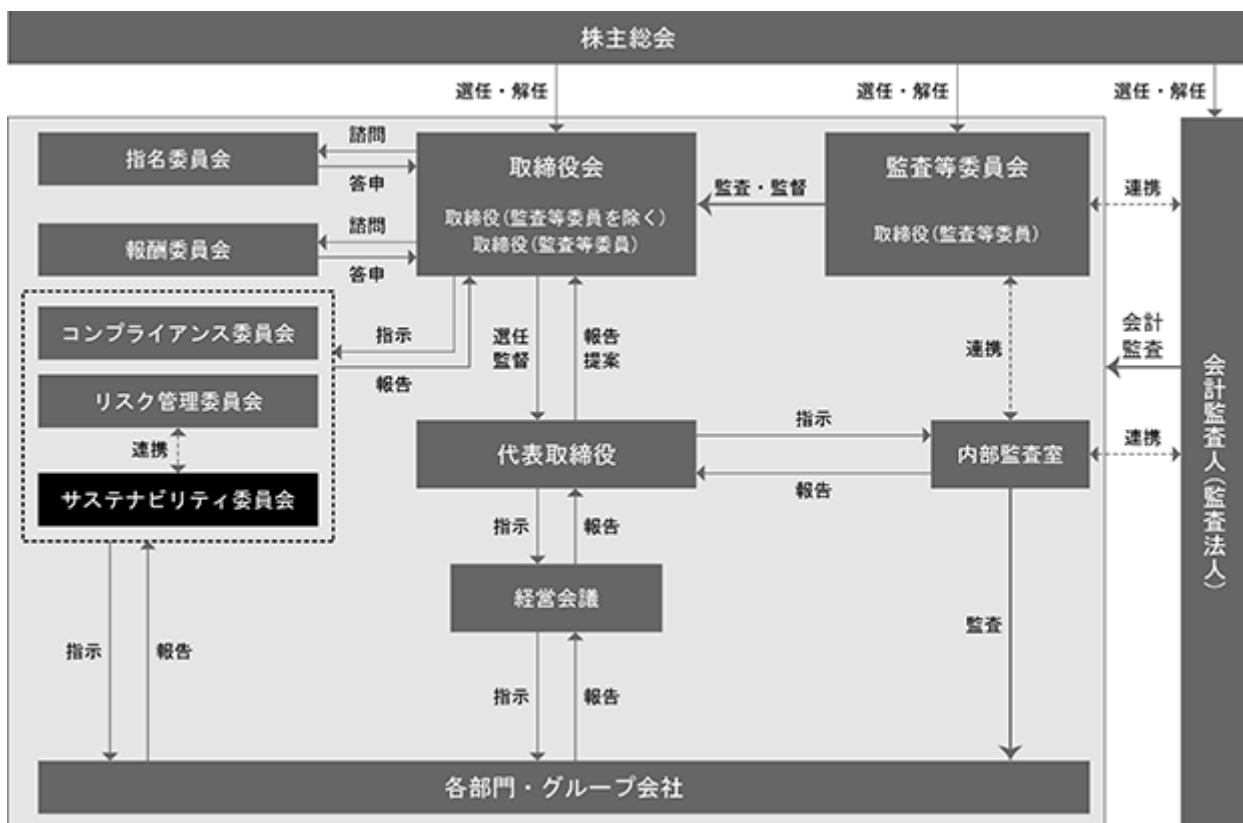 株主総会
選任・解任
選任・解任
選任・解任
指名委員会
諮問
答申
取締役会
取締役(監査等委員を除く)
取締役(監査等委員)
監査・監督
監査等委員会
取締役(監査等委員)
連携
報酬委員会
諮問
答申
コンプライアンス委員会
リスク管理委員会
連携
サステナビリティ委員会
指示
報告
選任
監督
報告
提案
連携
会計
監査
会計監査人(監査法人)
代表取締役
指示
報告
内部監査室
連携
指示
報告
経営会議
指示
報告
指示
報告
監査
各部門・グループ会社